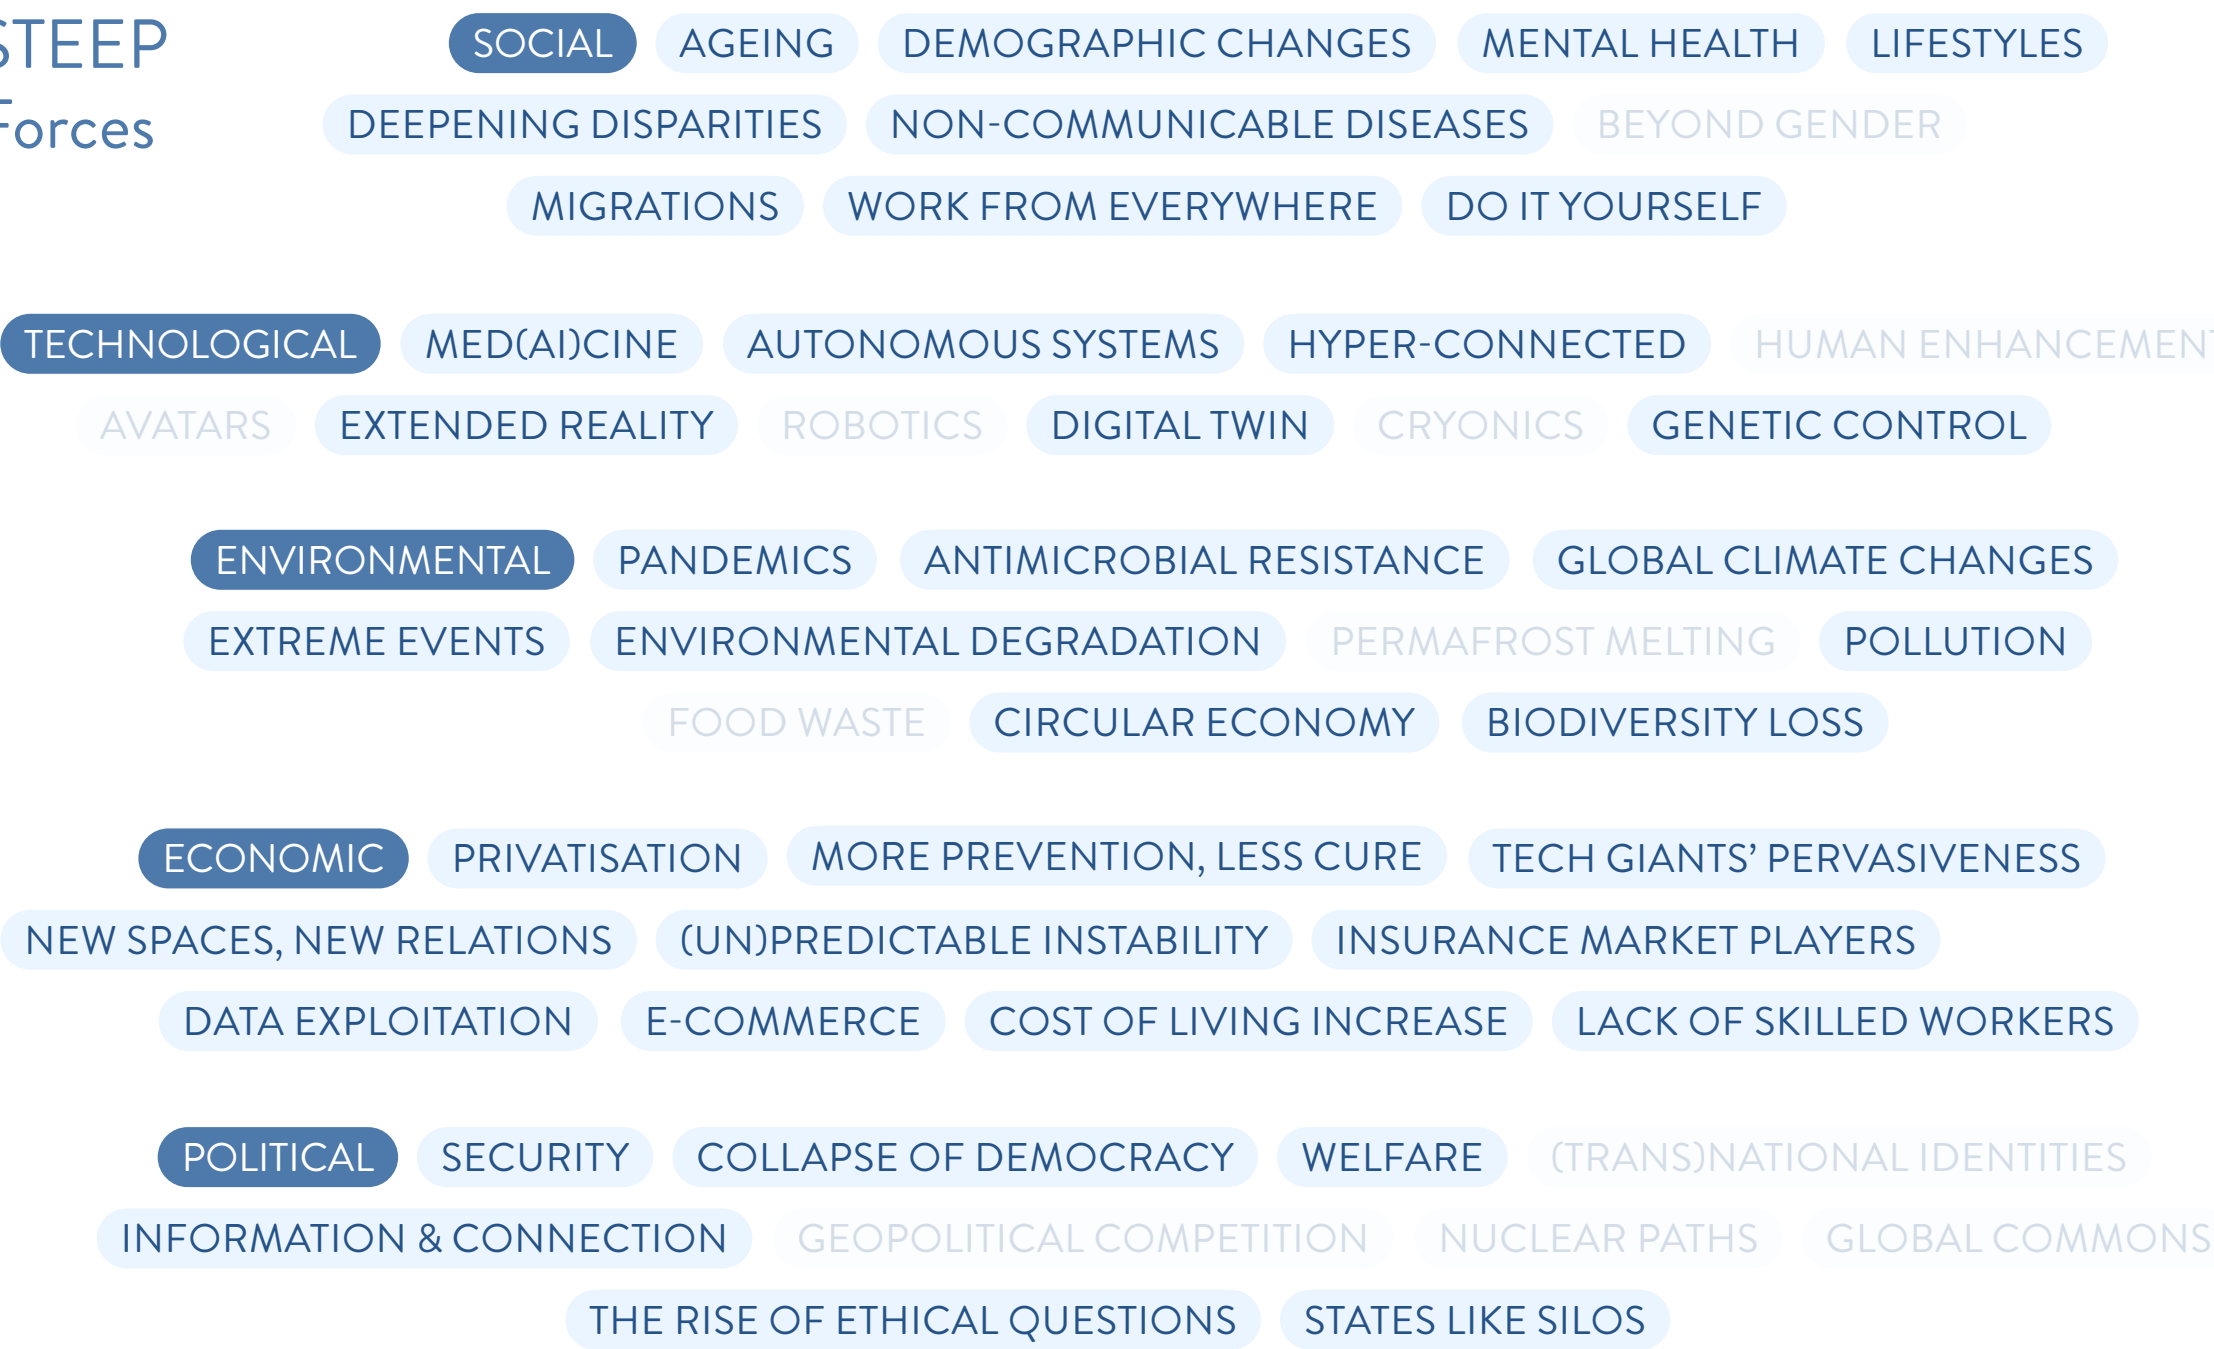 STEEP
Forces
SOCIAL AGEING DEMOGRAPHIC CHANGES MENTAL HEALTH LIFESTYLES
DEEPENING DISPARITIES NON-COMMUNICABLE DISEASES BEYOND GENDER
MIGRATIONS WORK FROM EVERYWHERE DO IT YOURSELF
TECHNOLOGICAL MED(AI)CINE AUTONOMOUS SYSTEMS HYPER-CONNECTED HUMAN ENHANCEMENT
AVATARS EXTENDED REALITY ROBOTICS DIGITAL TWIN CRYONICS GENETIC CONTROL
ENVIRONMENTAL PANDEMICS ANTIMICROBIAL RESISTANCE GLOBAL CLIMATE CHANGES
EXTREME EVENTS ENVIRONMENTAL DEGRADATION PERMAFROST MELTING POLLUTION
FOOD WASTE CIRCULAR ECONOMY BIODIVERSITY LOSS
ECONOMIC PRIVATISATION MORE PREVENTION, LESS CURE TECH GIANTS’ PERVASIVENESS
NEW SPACES, NEW RELATIONS (UN)PREDICTABLE INSTABILITY INSURANCE MARKET PLAYERS
DATA EXPLOITATION E-COMMERCE COST OF LIVING INCREASE LACK OF SKILLED WORKERS
POLITICAL SECURITY COLLAPSE OF DEMOCRACY WELFARE (TRANS)NATIONAL IDENTITIES
INFORMATION & CONNECTION GEOPOLITICAL COMPETITION NUCLEAR PATHS GLOBAL COMMONS
THE RISE OF ETHICAL QUESTIONS STATES LIKE SILOS